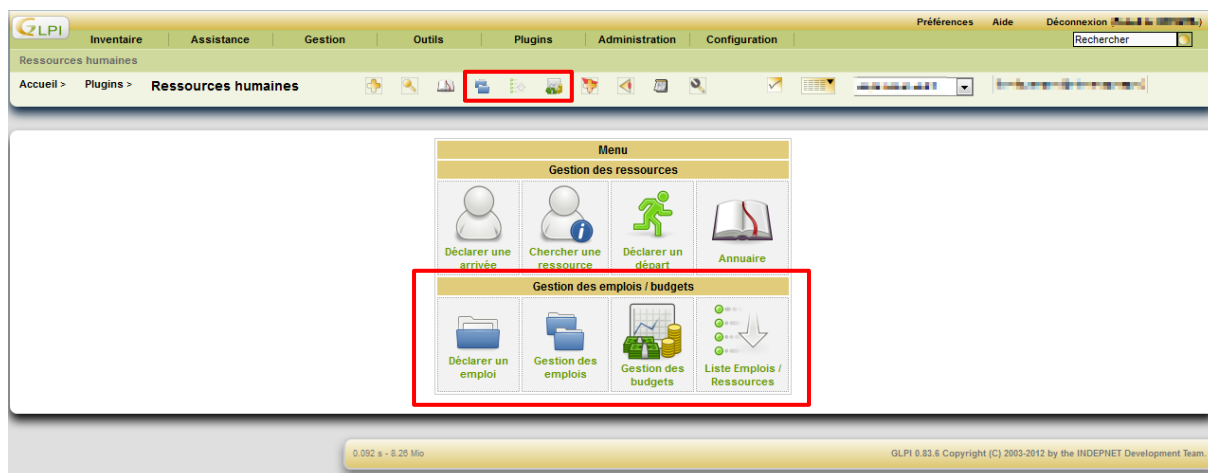 GLPI
Préférences Aide Déconnexion
Inventaire Assistance Gestion Outils Plugins Administration Configuration
Rechercher
Ressources humaines
Accueil > Plugins > Ressources humaines
Menu
Gestion des ressources
Déclarer une arrivée
Chercher une ressource
Déclarer un départ
Annuaire
Gestion des emplois / budgets
Déclarer un emploi
Gestion des emplois
Gestion des budgets
Liste Emplois / Ressources
0.092 s - 8.26 Mio
GLPI 0.83.6 Copyright (C) 2003-2012 by the INDEPNET Development Team.